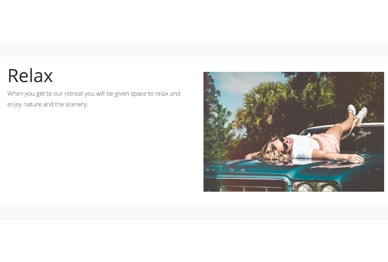 Relax
When you get to our retreat you will be given space to relax and
enjoy nature and the scenery.